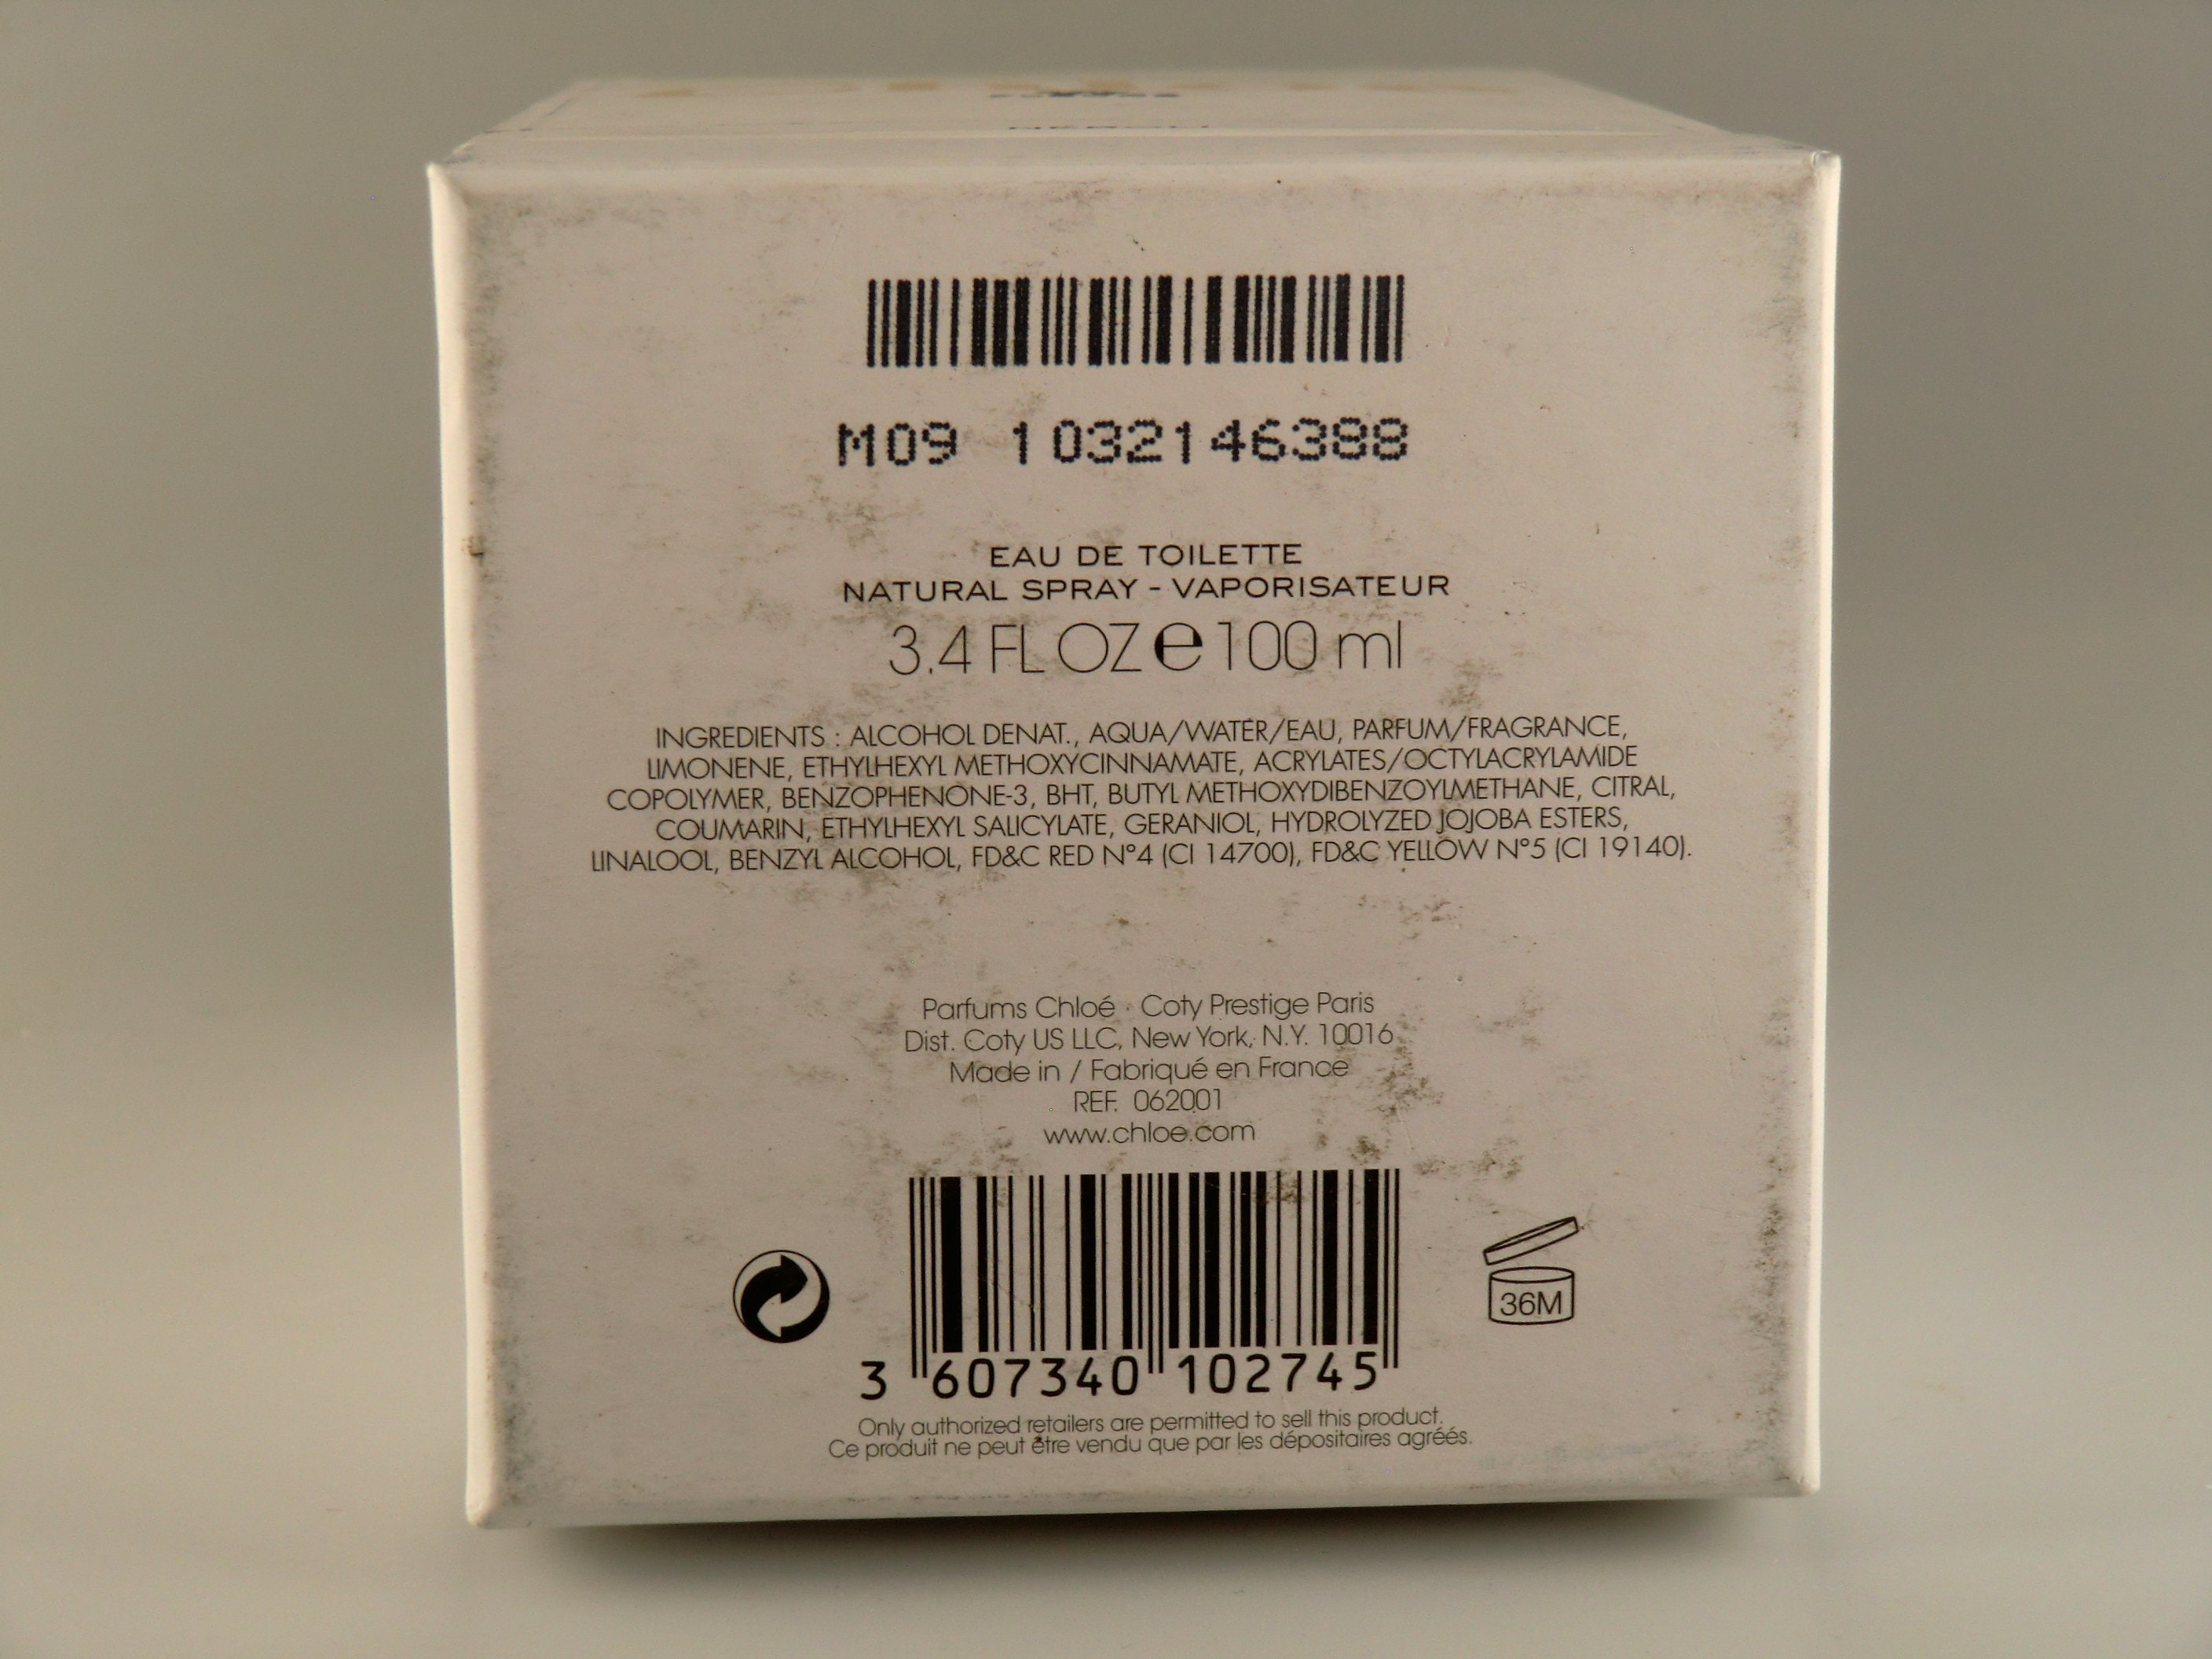 M09 1032146388
EAU DE TOILETTE
NATURAL SPRAY - VAPORISATEUR
3.4 FL OZ e 100 ml
INGREDIENTS : ALCOHOL DENAT., AQUA/WATER/EAU, PARFUM/FRAGRANCE,
LIMONENE, ETHYLHEXYL METHOXYCINNAMATE, ACRYLATES/OCTYLACRYLAMIDE
COPOLYMER, BENZOPHENONE-3, BHT, BUTYL METHOXYDIBENZOYLMETHANE, CITRAL,
COUMARIN, ETHYLHEXYL SALICYLATE, GERANIOL, HYDROLYZED JOJOBA ESTERS,
LINALOOL, BENZYL ALCOHOL, FD&C RED N°4 (CI 14700), FD&C YELLOW N°5 (CI 19140).
Parfums Chloé · Coty Prestige Paris
Dist. Coty US LLC, New York, N.Y. 10016
Made in / Fabriqué en France
REF. 062001
www.chloe.com
36M
3 607340 102745
Only authorized retailers are permitted to sell this product.
Ce produit ne peut être vendu que par les dépositaires agréés.